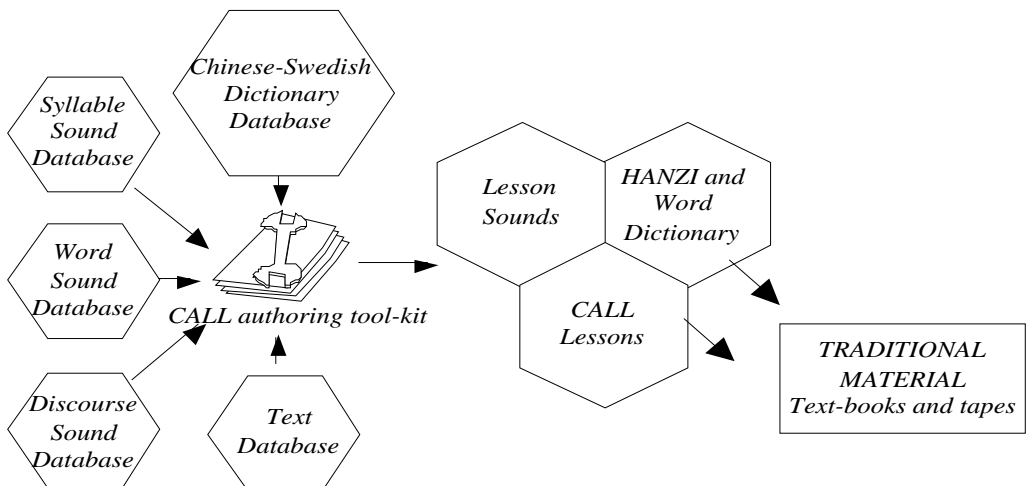 Chinese-Swedish
Dictionary
Database
Syllable
Sound
Database
Word
Sound
Database
Discourse
Sound
Database
Text
Database
CALL authoring tool-kit
Lesson
Sounds
HANZI and
Word
Dictionary
CALL
Lessons
TRADITIONAL
MATERIAL
Text-books and tapes